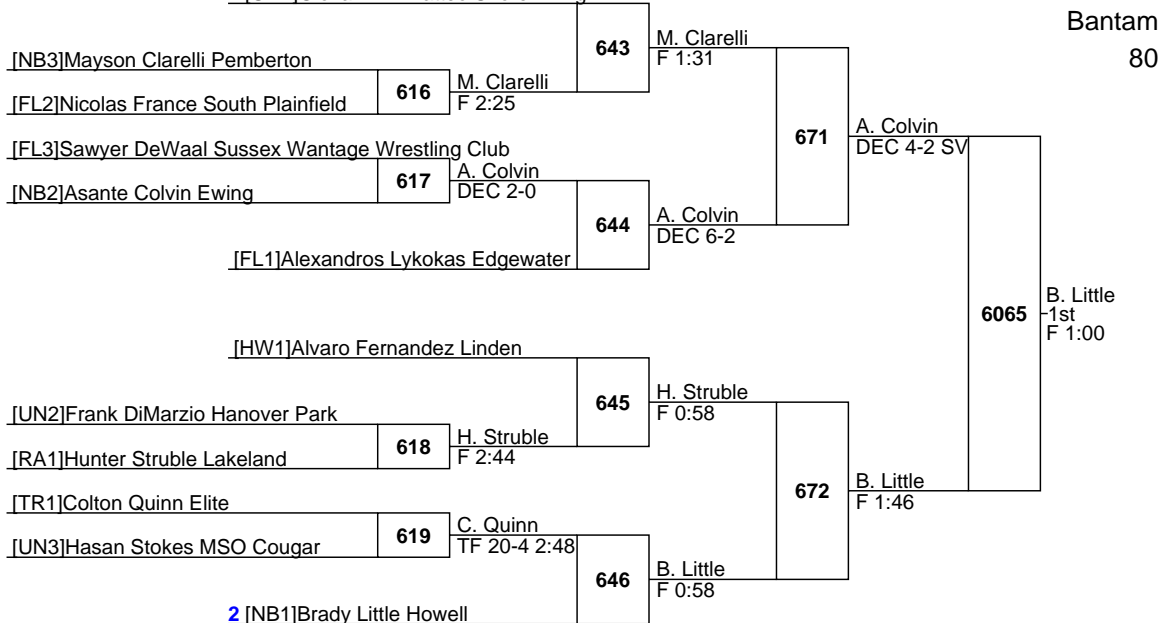 Bantam
80
643
M. Clarelli
F 1:31
[NB3]Mayson Clarelli Pemberton
616
M. Clarelli
F 2:25
[FL2]Nicolas France South Plainfield
671
A. Colvin
DEC 4-2 SV
[FL3]Sawyer DeWaal Sussex Wantage Wrestling Club
617
A. Colvin
DEC 2-0
[NB2]Asante Colvin Ewing
644
A. Colvin
DEC 6-2
[FL1]Alexandros Lykokas Edgewater
6065
B. Little
1st
F 1:00
[HW1]Alvaro Fernandez Linden
645
H. Struble
F 0:58
[UN2]Frank DiMarzio Hanover Park
618
H. Struble
F 2:44
[RA1]Hunter Struble Lakeland
672
B. Little
F 1:46
[TR1]Colton Quinn Elite
619
C. Quinn
TF 20-4 2:48
[UN3]Hasan Stokes MSO Cougar
646
B. Little
F 0:58
2 [NB1]Brady Little Howell